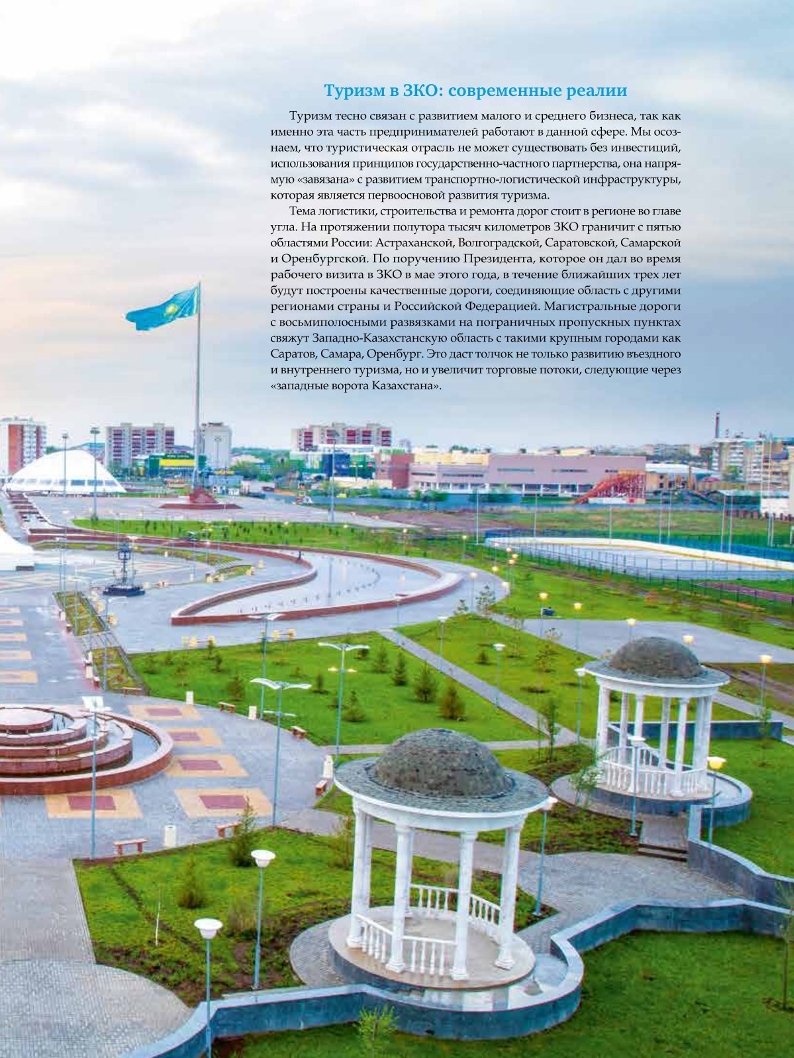 Туризм в ЗКО: современные реалии
Туризм тесно связан с развитием малого и среднего бизнеса, так как
именно эта часть предпринимателей работают в данной сфере. Мы осоз-
наем, что туристическая отрасль не может существовать без инвестиций,
использования принципов государственно-частного партнерства, она напря-
мую «завязана» с развитием транспортно-логистической инфраструктуры,
которая является первоосновой развития туризма.
Тема логистики, строительства и ремонта дорог стоит в регионе во главе
угла. На протяжении полутора тысяч километров ЗКО граничит с пятью
областями России: Астраханской, Волгоградской, Саратовской, Самарской
и Оренбургской. По поручению Президента, которое он дал во время
рабочего визита в ЗКО в мае этого года, в течение ближайших трех лет
будут построены качественные дороги, соединяющие область с другими
регионами страны и Российской Федерацией. Магистральные дороги
с восьмиполосными развязками на пограничных пропускных пунктах
свяжут Западно-Казахстанскую область с такими крупным городами как
Саратов, Самара, Оренбург. Это даст толчок не только развитию въездного
и внутреннего туризма, но и увеличит торговые потоки, следующие через
«западные ворота Казахстана».